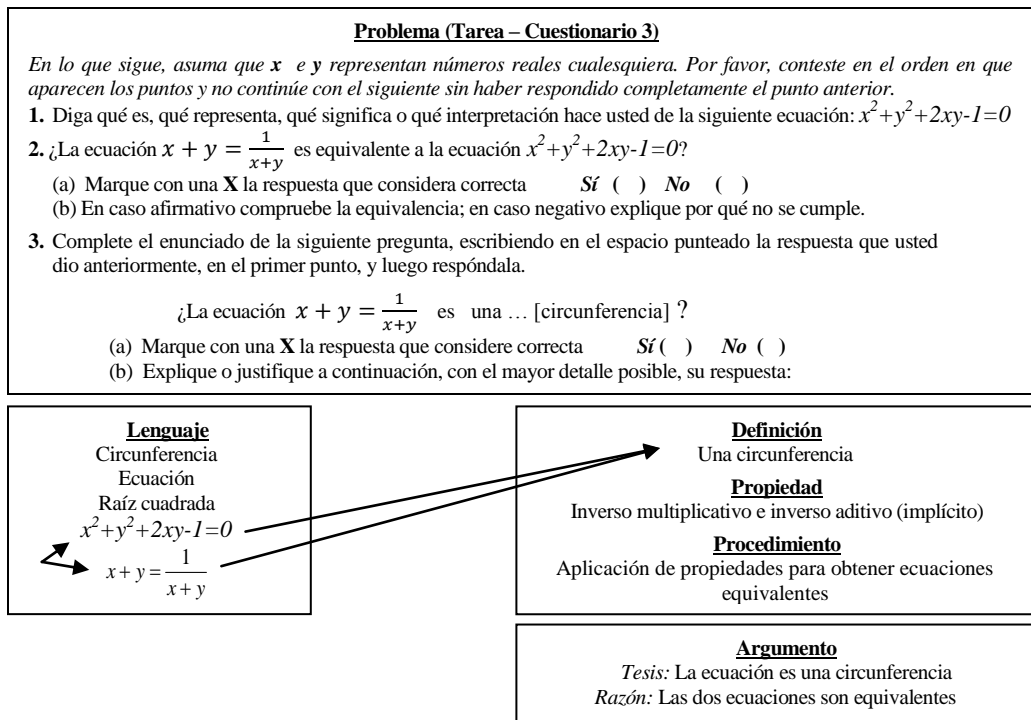 Problema (Tarea – Cuestionario 3)
En lo que sigue, asuma que x e y representan números reales cualesquiera. Por favor, conteste en el orden en que
aparecen los puntos y no continúe con el siguiente sin haber respondido completamente el punto anterior.
1. Diga qué es, qué representa, qué significa o qué interpretación hace usted de la siguiente ecuación: x²+y²+2xy-1=0
2. ¿La ecuación x + y = 1/(x+y) es equivalente a la ecuación x²+y²+2xy-1=0?
(a) Marque con una X la respuesta que considera correcta Sí ( ) No ( )
(b) En caso afirmativo compruebe la equivalencia; en caso negativo explique por qué no se cumple.
3. Complete el enunciado de la siguiente pregunta, escribiendo en el espacio punteado la respuesta que usted
dio anteriormente, en el primer punto, y luego respóndala.
¿La ecuación x + y = 1/(x+y) es una … [circunferencia] ?
(a) Marque con una X la respuesta que considere correcta Sí ( ) No ( )
(b) Explique o justifique a continuación, con el mayor detalle posible, su respuesta:
Lenguaje
Circunferencia
Ecuación
Raíz cuadrada
x²+y²+2xy-1=0
x + y = 1/(x + y)
Definición
Una circunferencia
Propiedad
Inverso multiplicativo e inverso aditivo (implícito)
Procedimiento
Aplicación de propiedades para obtener ecuaciones
equivalentes
Argumento
Tesis: La ecuación es una circunferencia
Razón: Las dos ecuaciones son equivalentes